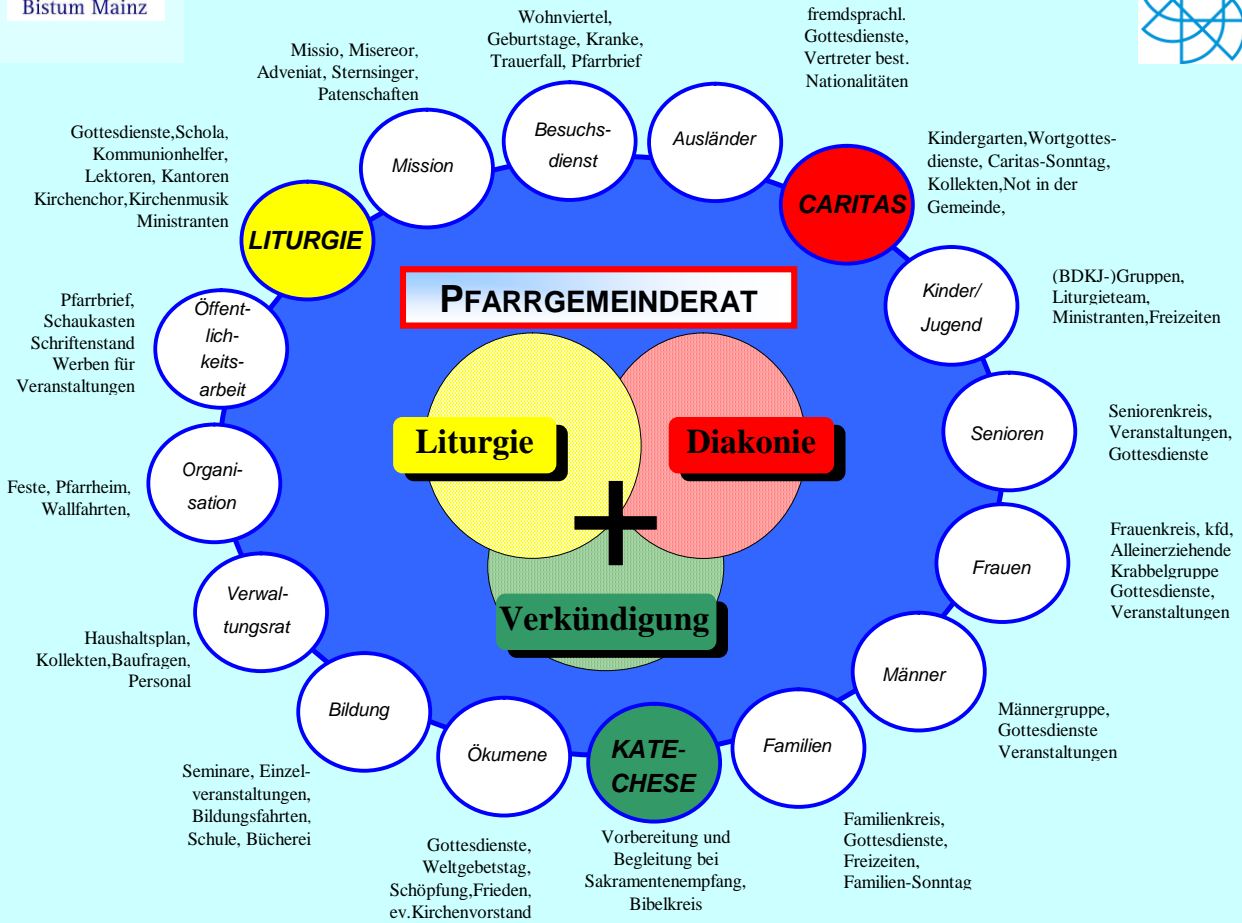 Bistum Mainz
Missio, Misereor,
Adveniat, Sternsinger,
Patenschaften
Wohnviertel,
Geburtstage, Kranke,
Trauerfall, Pfarrbrief
fremdsprachl.
Gottesdienste,
Vertreter best.
Nationalitäten
Gottesdienste,Schola,
Kommunionhelfer,
Lektoren, Kantoren
Kirchenchor,Kirchenmusik
Ministranten
Mission
Besuchs-
dienst
Ausländer
Kindergarten,Wortgottes-
dienste, Caritas-Sonntag,
Kollekten,Not in der
Gemeinde,
LITURGIE
CARITAS
PFARRGEMEINDERAT
Pfarrbrief,
Schaukasten
Schriftenstand
Werben für
Veranstaltungen
Öffent-
lich-
keits-
arbeit
Kinder/
Jugend
(BDKJ-)Gruppen,
Liturgieteam,
Ministranten,Freizeiten
Liturgie
Diakonie
Verkündigung
Senioren
Seniorenkreis,
Veranstaltungen,
Gottesdienste
Feste, Pfarrheim,
Wallfahrten,
Organi-
sation
Frauen
Frauenkreis, kfd,
Alleinerziehende
Krabbelgruppe
Gottesdienste,
Veranstaltungen
Verwal-
tungsrat
Haushaltsplan,
Kollekten,Baufragen,
Personal
Männer
Männergruppe,
Gottesdienste
Veranstaltungen
Bildung
Seminare, Einzel-
veranstaltungen,
Bildungsfahrten,
Schule, Bücherei
Ökumene
Gottesdienste,
Weltgebetstag,
Schöpfung,Frieden,
ev.Kirchenvorstand
KATE-
CHESE
Vorbereitung und
Begleitung bei
Sakramentenempfang,
Bibelkreis
Familien
Familienkreis,
Gottesdienste,
Freizeiten,
Familien-Sonntag